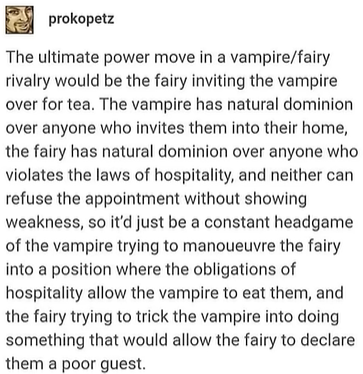 prokopetz
The ultimate power move in a vampire/fairy
rivalry would be the fairy inviting the vampire
over for tea. The vampire has natural dominion
over anyone who invites them into their home,
the fairy has natural dominion over anyone who
violates the laws of hospitality, and neither can
refuse the appointment without showing
weakness, so it'd just be a constant headgame
of the vampire trying to manoueuvre the fairy
into a position where the obligations of
hospitality allow the vampire to eat them, and
the fairy trying to trick the vampire into doing
something that would allow the fairy to declare
them a poor guest.